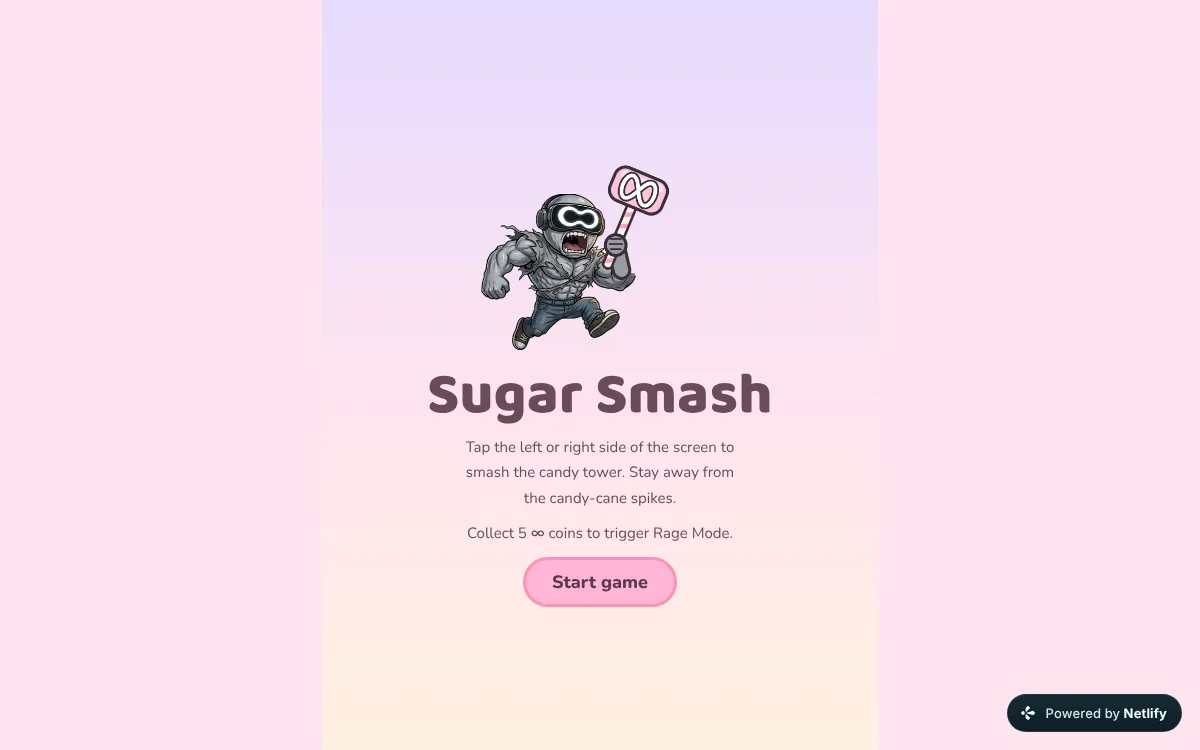 Sugar Smash
Tap the left or right side of the screen to
smash the candy tower. Stay away from
the candy-cane spikes.
Collect 5 ∞ coins to trigger Rage Mode.
Start game
Powered by Netlify